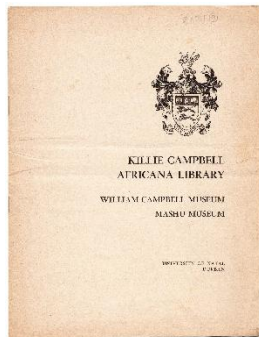 KILLIE CAMPBELL
AFRICANA LIBRARY
WILLIAM CAMPBELL MUSEUM
MASHU MUSEUM
UNIVERSITY OF NATAL
DURBAN